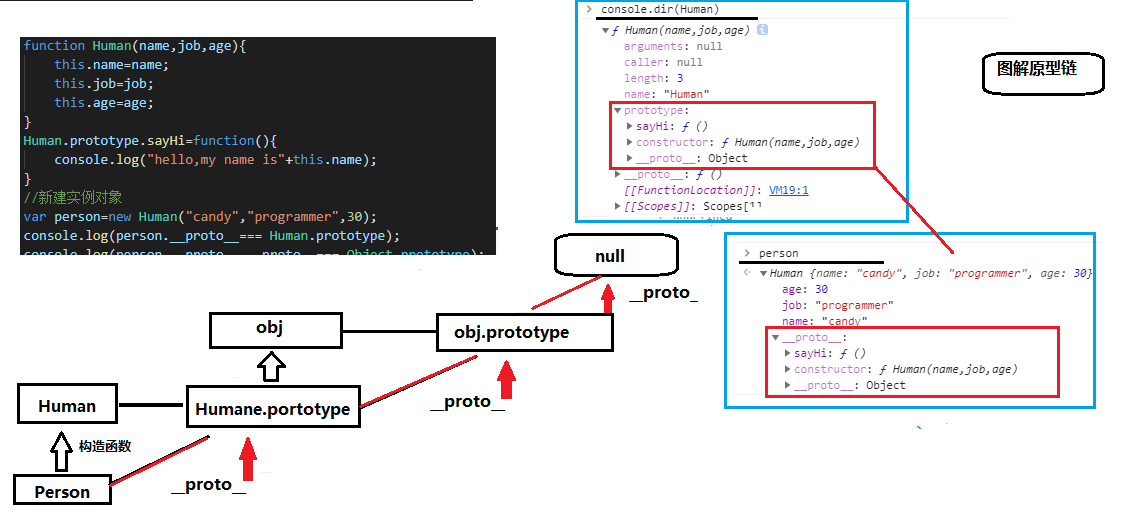 function Human(name,job,age){
this.name=name;
this.job=job;
this.age=age;
}
Human.prototype.sayHi=function(){
console.log("hello,my name is"+this.name);
}
//新建实例对象
var person=new Human("candy","programmer",30);
console.log(person.__proto__=== Human.prototype);
console.log(person.__proto__.__proto__=== Object.prototype);
> console.dir(Human)
▼ƒ Human(name,job,age) i
arguments: null
caller: null
length: 3
name: "Human"
▼prototype:
▶sayHi: ƒ ()
▶constructor: ƒ Human(name,job,age)
▶__proto__: Object
▶__proto__: ƒ ()
[[FunctionLocation]]: VM19:1
▶[[Scopes]]: Scopes[1]
图解原型链
> person
▼Human {name: "candy", job: "programmer", age: 30}
age: 30
job: "programmer"
name: "candy"
▼__proto__:
▶sayHi: ƒ ()
▶constructor: ƒ Human(name,job,age)
▶__proto__: Object
null
__proto_
obj
obj.prototype
__proto__
Human
Humane.portotype
构造函数
__proto__
Person